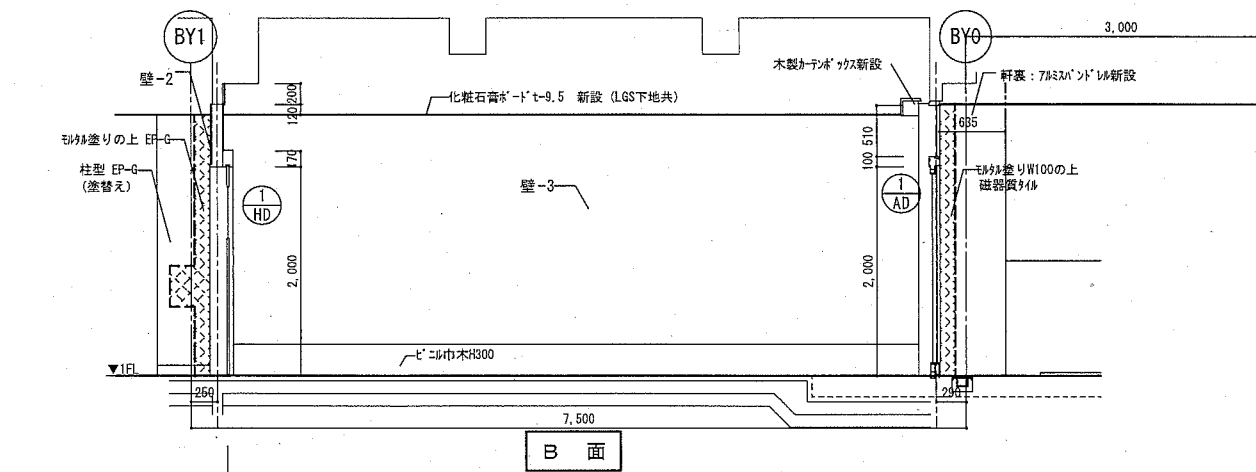 BY1
BY0
3,000
壁-2
木製ｶｰﾃﾝﾎﾞｯｸｽ新設
軒裏：ｱﾙﾐｽﾊﾟﾝﾄﾞﾚﾙ新設
200
120
化粧石膏ﾎﾞｰﾄﾞt-9.5 新設 (LGS下地共)
635
510
ﾓﾙﾀﾙ塗りの上 EP-G
170
100
柱型 EP-G
(塗替え)
1
HD
壁-3
1
AD
ﾓﾙﾀﾙ塗りW100の上
磁器質ﾀｲﾙ
2,000
2,000
ﾋﾞﾆﾙ巾木H300
▼1FL
250
290
7,500
B 面